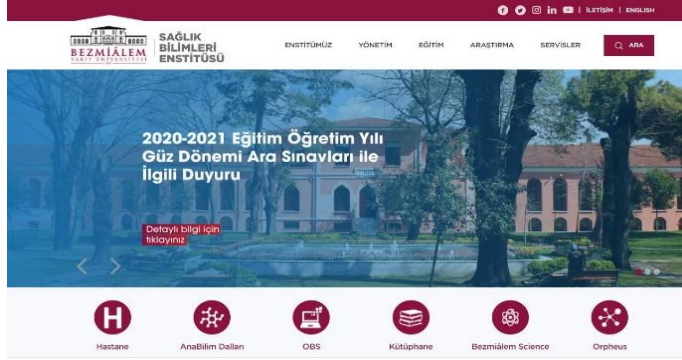 in
İLETİŞİM | ENGLISH
BEZMİÂLEM
VAKIF ÜNİVERSİTESİ
SAĞLIK
BİLİMLERİ
ENSTİTÜSÜ
ENSTİTÜMÜZ YÖNETİM EĞİTİM ARAŞTIRMA SERVİSLER ARA
2020-2021 Eğitim Öğretim Yılı
Güz Dönemi Ara Sınavları ile
İlgili Duyuru
Detaylı bilgi için
tıklayınız
H
Hastane AnaBilim Dalları OBS Kütüphane Bezmiâlem Science Orpheus